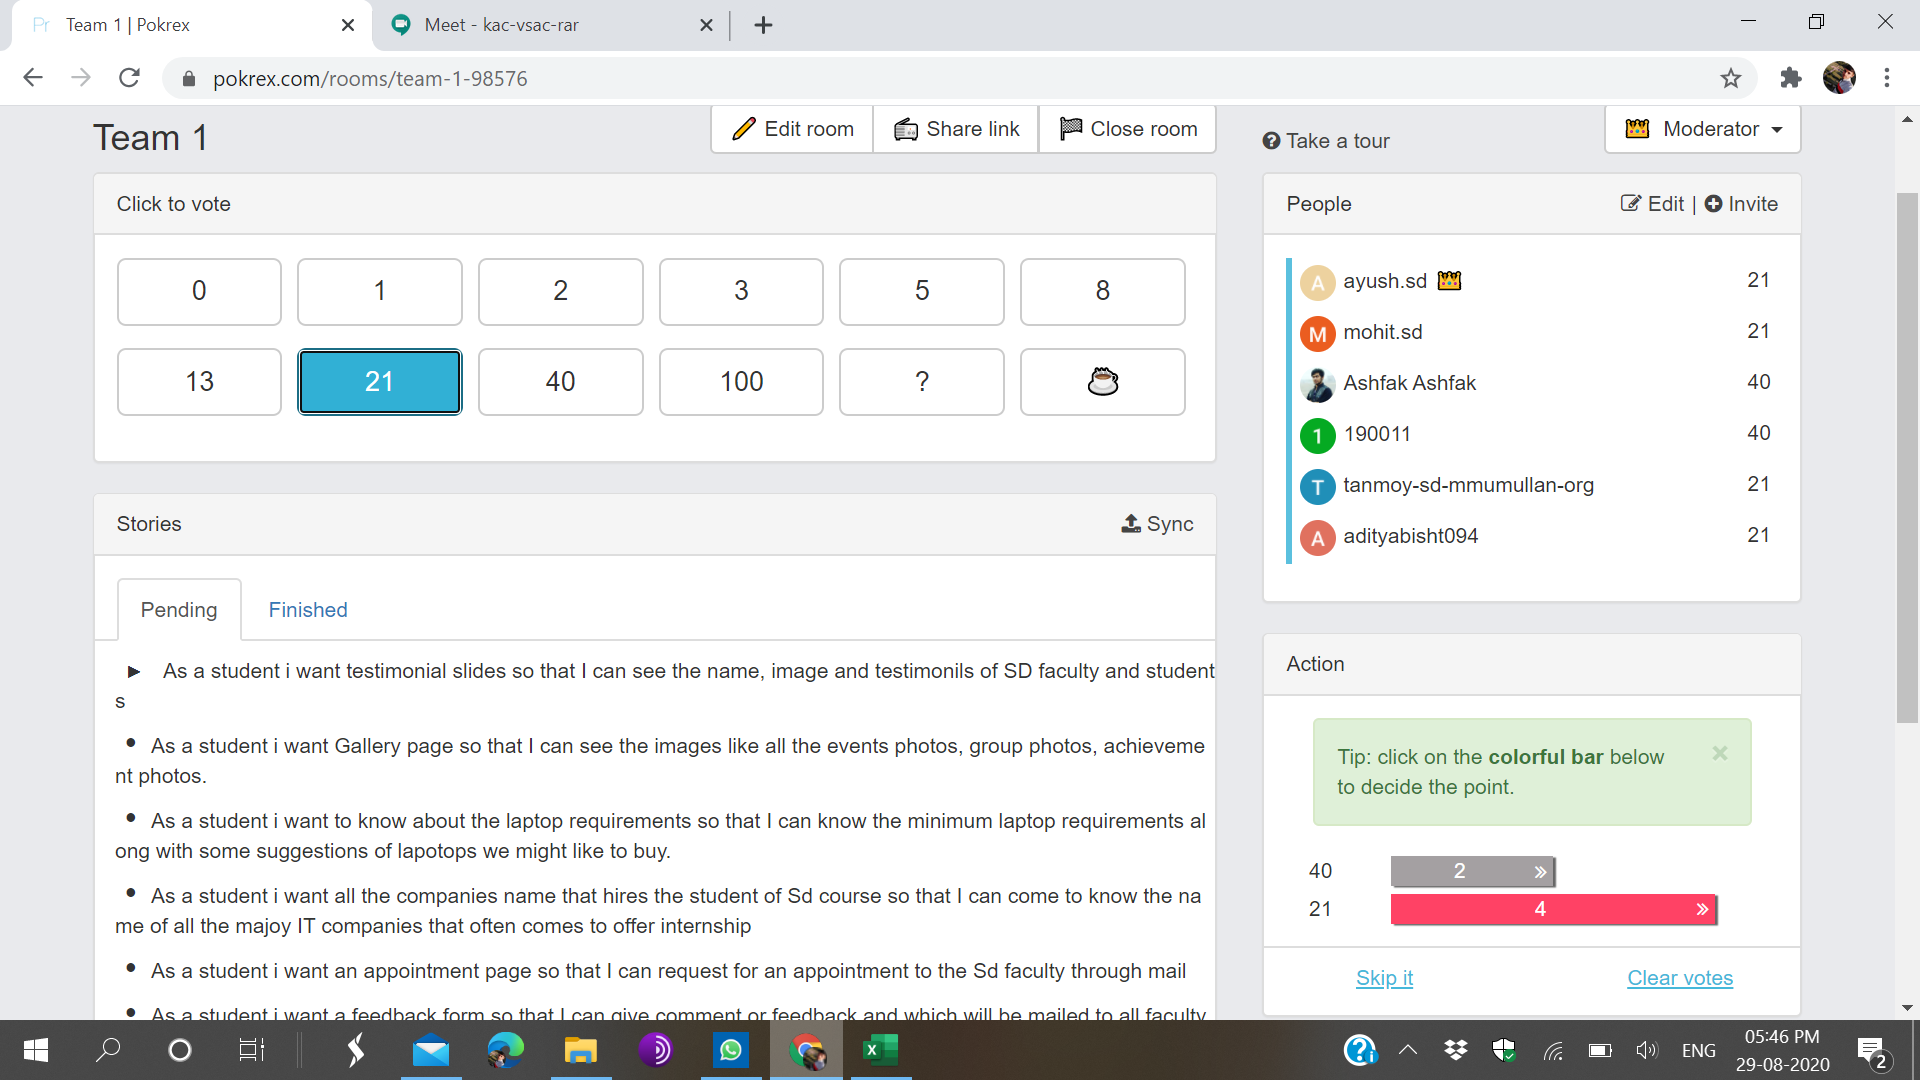 Team 1 | Pokrex
Meet - kac-vsac-rar
pokrex.com/rooms/team-1-98576
Team 1
Edit room
Share link
Close room
Take a tour
Moderator
Click to vote
0
1
2
3
5
8
13
21
40
100
?
People
Edit | Invite
A ayush.sd 21
M mohit.sd 21
Ashfak Ashfak 40
1 190011 40
T tanmoy-sd-mmumullan-org 21
A adityabisht094 21
Stories
Sync
Pending
Finished
As a student i want testimonial slides so that I can see the name, image and testimonils of SD faculty and student
s
As a student i want Gallery page so that I can see the images like all the events photos, group photos, achieveme
nt photos.
As a student i want to know about the laptop requirements so that I can know the minimum laptop requirements al
ong with some suggestions of lapotops we might like to buy.
As a student i want all the companies name that hires the student of Sd course so that I can come to know the na
me of all the majoy IT companies that often comes to offer internship
As a student i want an appointment page so that I can request for an appointment to the Sd faculty through mail
As a student i want a feedback form so that I can give comment or feedback and which will be mailed to all faculty
Action
Tip: click on the colorful bar below
to decide the point.
40 2
21 4
Skip it
Clear votes
ENG
05:46 PM
29-08-2020
2